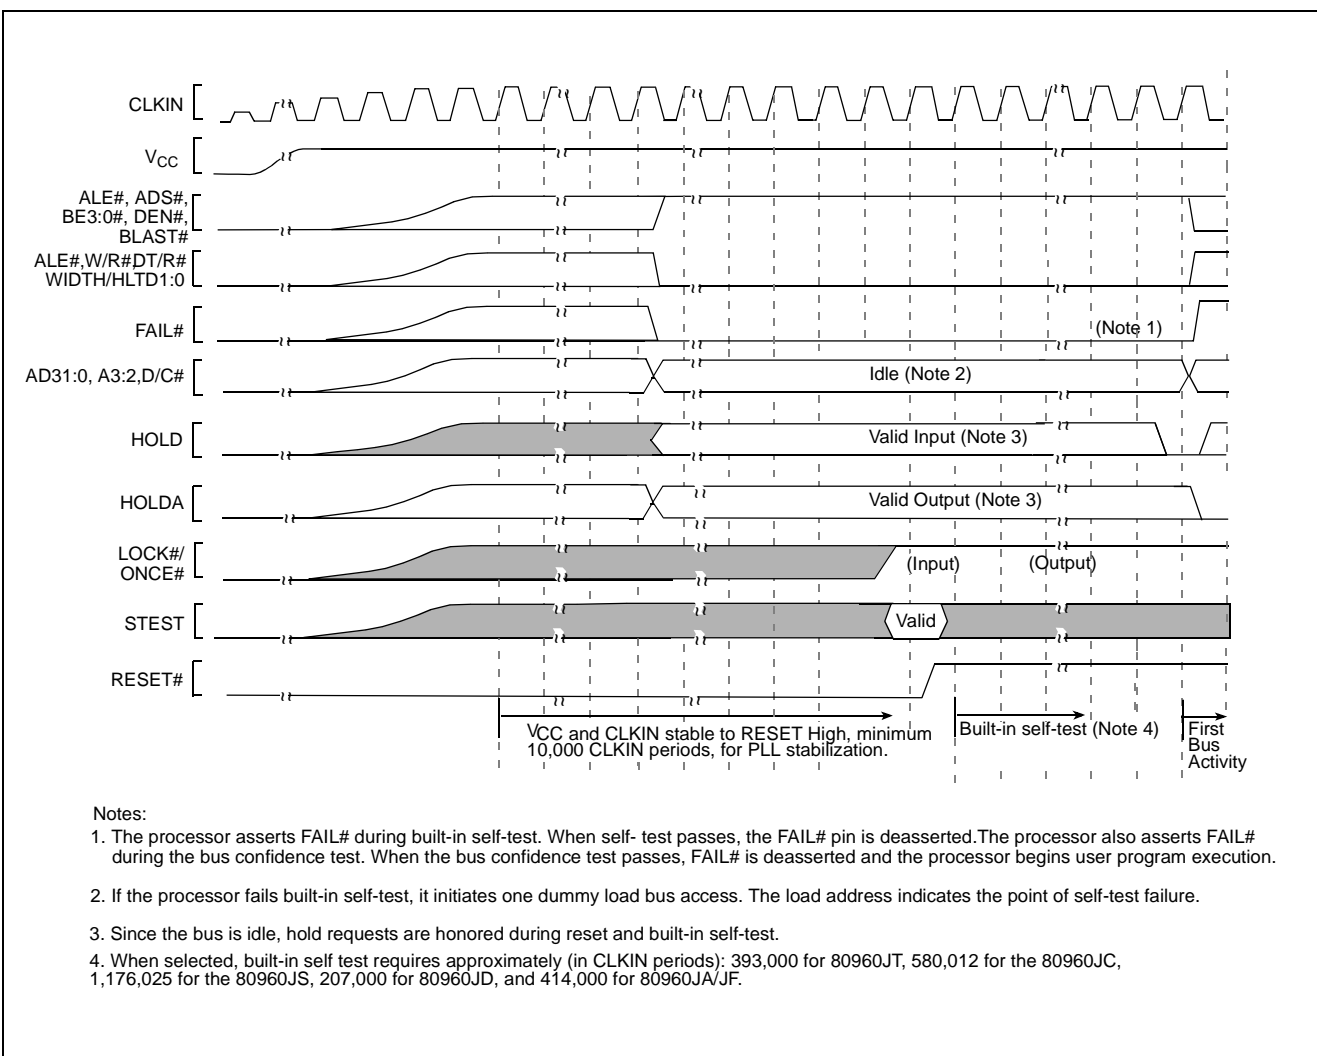 CLKIN
VCC
ALE#, ADS#,
BE3:0#, DEN#,
BLAST#
ALE#,W/R#,DT/R#
WIDTH/HLTD1:0
FAIL#
(Note 1)
AD31:0, A3:2,D/C#
Idle (Note 2)
HOLD
Valid Input (Note 3)
HOLDA
Valid Output (Note 3)
LOCK#/
ONCE#
(Input)
(Output)
STEST
Valid
RESET#
VCC and CLKIN stable to RESET High, minimum
10,000 CLKIN periods, for PLL stabilization.
Built-in self-test (Note 4)
First
Bus
Activity
Notes:
1. The processor asserts FAIL# during built-in self-test. When self- test passes, the FAIL# pin is deasserted.The processor also asserts FAIL#
during the bus confidence test. When the bus confidence test passes, FAIL# is deasserted and the processor begins user program execution.
2. If the processor fails built-in self-test, it initiates one dummy load bus access. The load address indicates the point of self-test failure.
3. Since the bus is idle, hold requests are honored during reset and built-in self-test.
4. When selected, built-in self test requires approximately (in CLKIN periods): 393,000 for 80960JT, 580,012 for the 80960JC,
1,176,025 for the 80960JS, 207,000 for 80960JD, and 414,000 for 80960JA/JF.